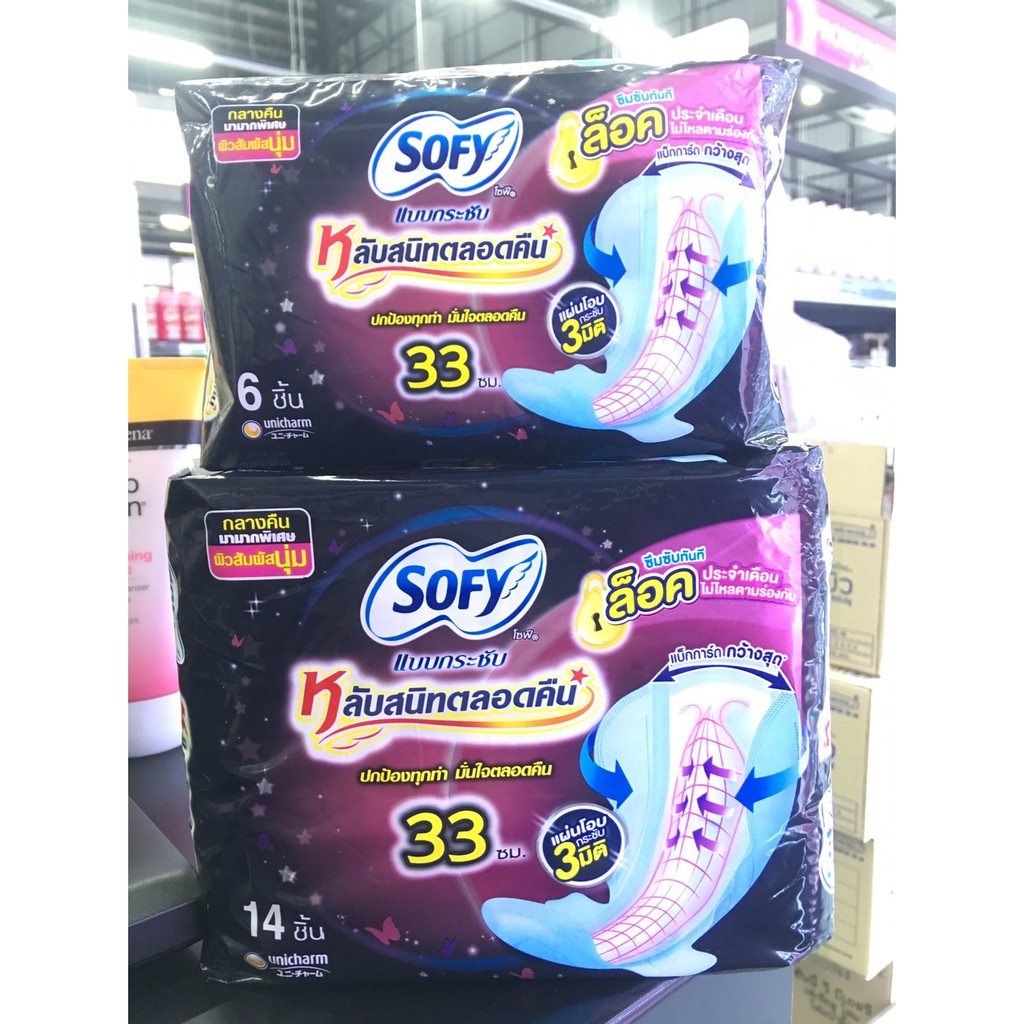 กลางคืน
มามากพิเศษ
ผิวสัมผัสนุ่ม
SOFY
โซฟี®
แบบกระชับ
หลับสนิทตลอดคืน
ปกป้องทุกท่า มั่นใจตลอดคืน
33 ซม.
6 ชิ้น
unicharm
ユニ・チャーム
ซึมซับทันที
ล็อค
ประจำเดือน
ไม่ไหลตามร่องก้น
แบ็กการ์ด กว้างสุด*
แผ่นโอบ
กระชับ
3มิติ
กลางคืน
มามากพิเศษ
ผิวสัมผัสนุ่ม
SOFY
โซฟี®
แบบกระชับ
หลับสนิทตลอดคืน
ปกป้องทุกท่า มั่นใจตลอดคืน
33 ซม.
14 ชิ้น
unicharm
ユニ・チャーム
ซึมซับทันที
ล็อค
ประจำเดือน
ไม่ไหลตามร่องก้น
แบ็กการ์ด กว้างสุด*
แผ่นโอบ
กระชับ
3มิติ